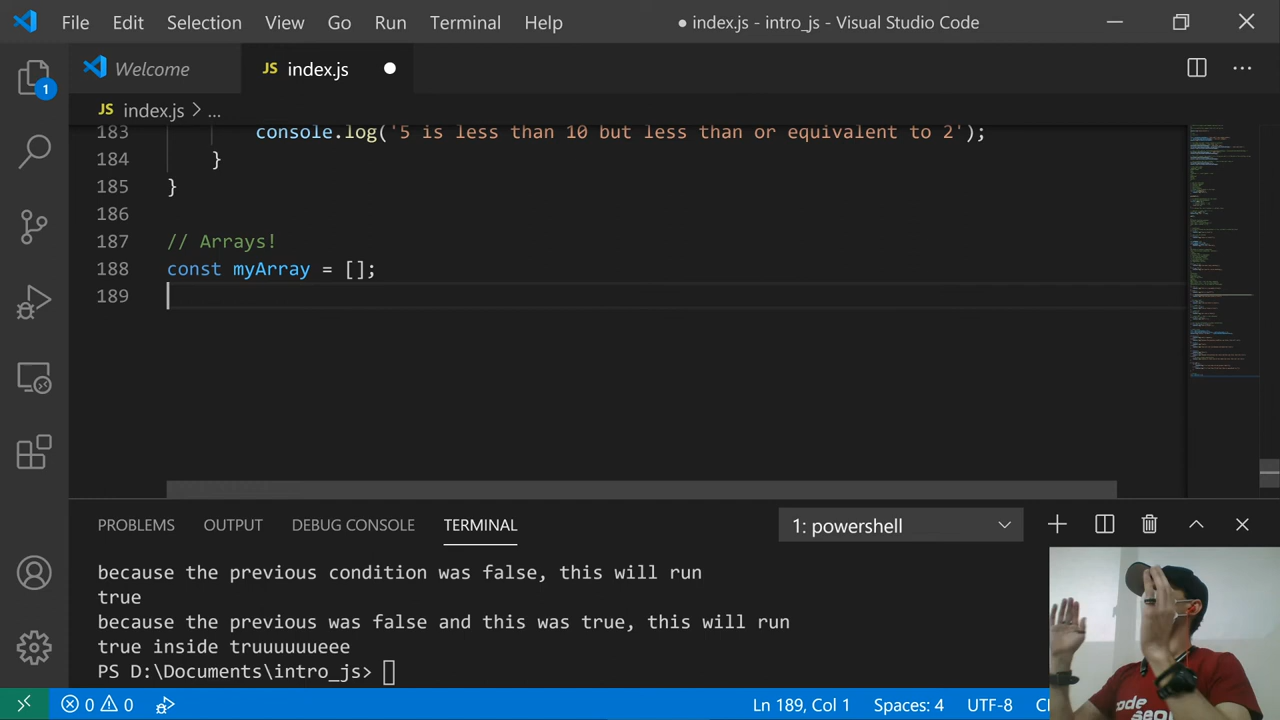 File Edit Selection View Go Run Terminal Help
● index.js - intro_js - Visual Studio Code
Welcome
JS index.js ●
JS index.js > ...
1
183 console.log('5 is less than 10 but less than or equivalent to 2');
184 }
185 }
186
187 // Arrays!
188 const myArray = [];
189
PROBLEMS OUTPUT DEBUG CONSOLE TERMINAL
1: powershell
because the previous condition was false, this will run
true
because the previous was false and this was true, this will run
true inside truuuuuueee
PS D:\Documents\intro_js>
code
0 0
Ln 189, Col 1 Spaces: 4 UTF-8